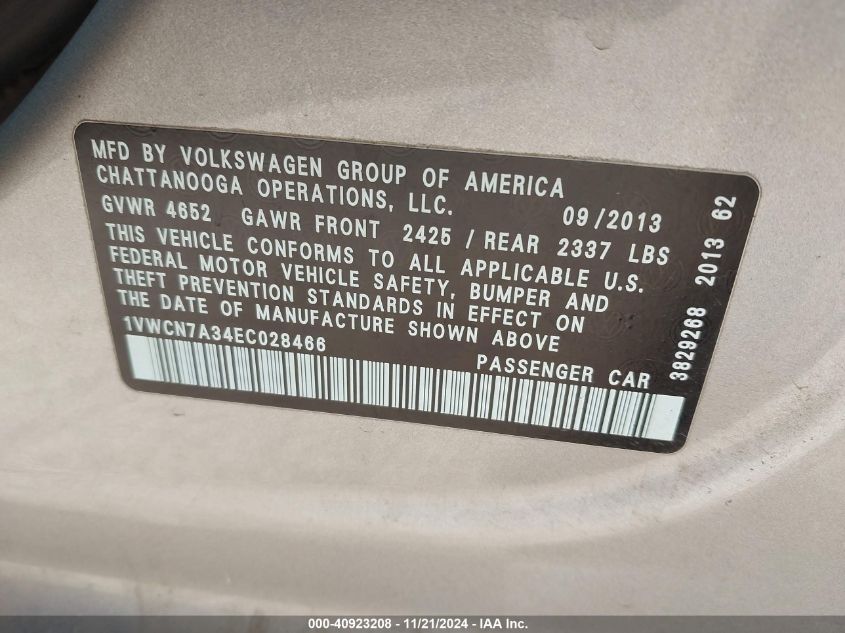 MFD BY VOLKSWAGEN GROUP OF AMERICA
CHATTANOOGA OPERATIONS, LLC. 09/2013
GVWR 4652 GAWR FRONT 2425 / REAR 2337 LBS
THIS VEHICLE CONFORMS TO ALL APPLICABLE U.S.
FEDERAL MOTOR VEHICLE SAFETY, BUMPER AND
THEFT PREVENTION STANDARDS IN EFFECT ON
THE DATE OF MANUFACTURE SHOWN ABOVE
1VWCN7A34EC028466 PASSENGER CAR
3829268 2013 62
000-40923208 - 11/21/2024 - IAA Inc.